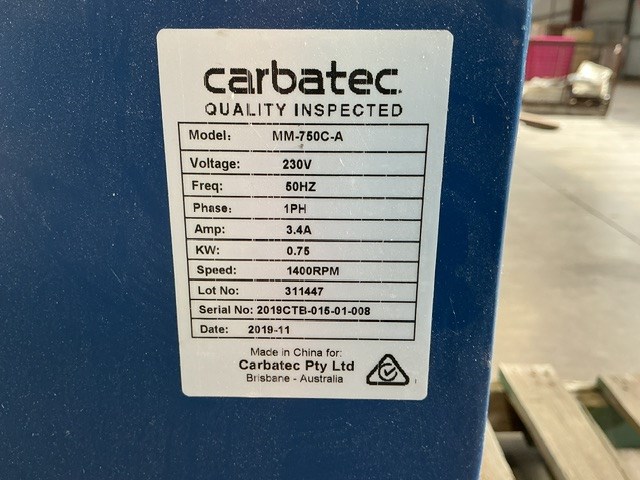 carbatec.
QUALITY INSPECTED
Model: MM-750C-A
Voltage: 230V
Freq: 50HZ
Phase: 1PH
Amp: 3.4A
KW: 0.75
Speed: 1400RPM
Lot No: 311447
Serial No: 2019CTB-015-01-008
Date: 2019-11
Made in China for:
Carbatec Pty Ltd
Brisbane - Australia